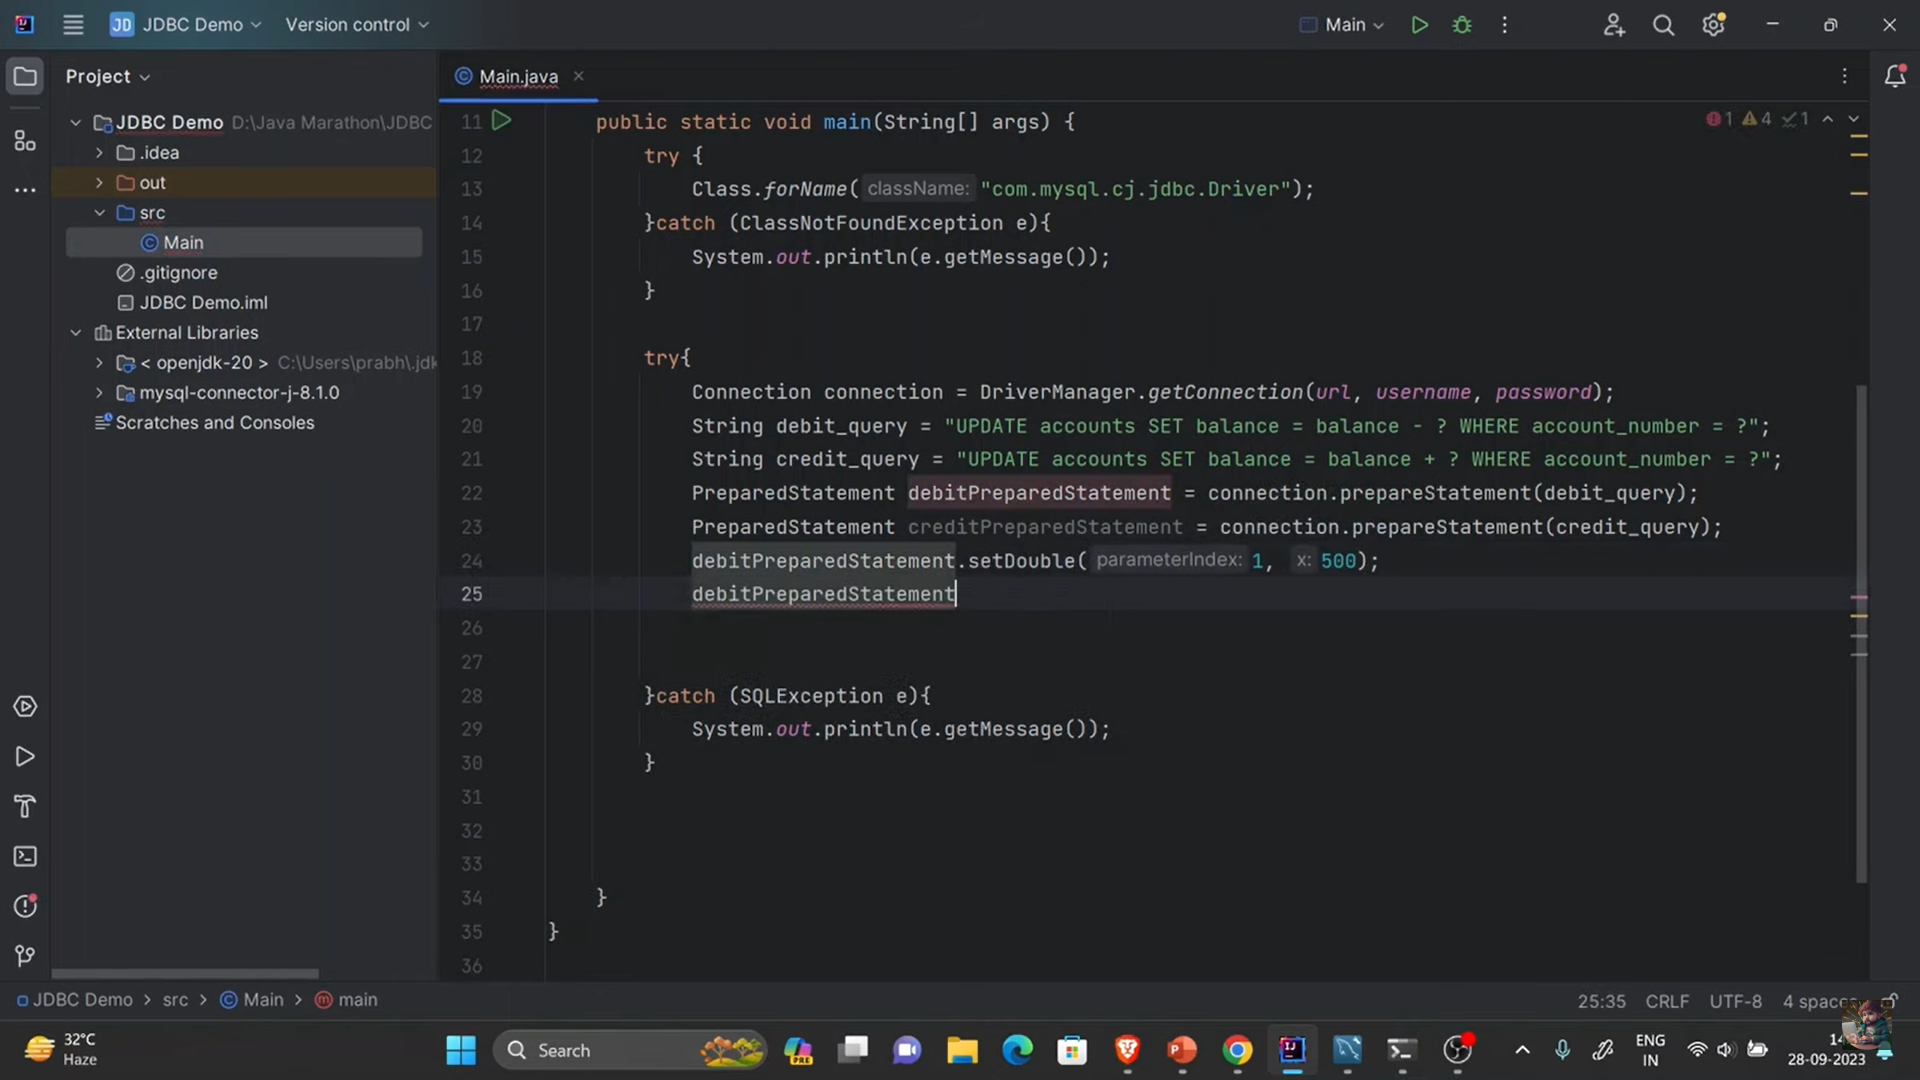 JD JDBC Demo Version control Main
Project
Main.java
JDBC Demo D:\Java Marathon\JDBC
.idea
out
src
Main
.gitignore
JDBC Demo.iml
External Libraries
< openjdk-20 > C:\Users\prabh\.jdk
mysql-connector-j-8.1.0
Scratches and Consoles
1 4 1
11 public static void main(String[] args) {
12 try {
13 Class.forName( className: "com.mysql.cj.jdbc.Driver");
14 }catch (ClassNotFoundException e){
15 System.out.println(e.getMessage());
16 }
17
18 try{
19 Connection connection = DriverManager.getConnection(url, username, password);
20 String debit_query = "UPDATE accounts SET balance = balance - ? WHERE account_number = ?";
21 String credit_query = "UPDATE accounts SET balance = balance + ? WHERE account_number = ?";
22 PreparedStatement debitPreparedStatement = connection.prepareStatement(debit_query);
23 PreparedStatement creditPreparedStatement = connection.prepareStatement(credit_query);
24 debitPreparedStatement.setDouble( parameterIndex: 1, x: 500);
25 debitPreparedStatement
26
27
28 }catch (SQLException e){
29 System.out.println(e.getMessage());
30 }
31
32
33
34 }
35 }
36
JDBC Demo > src > Main > main
25:35 CRLF UTF-8 4 spaces
32°C
Haze
Search
PRE
ENG
IN
28-09-2023